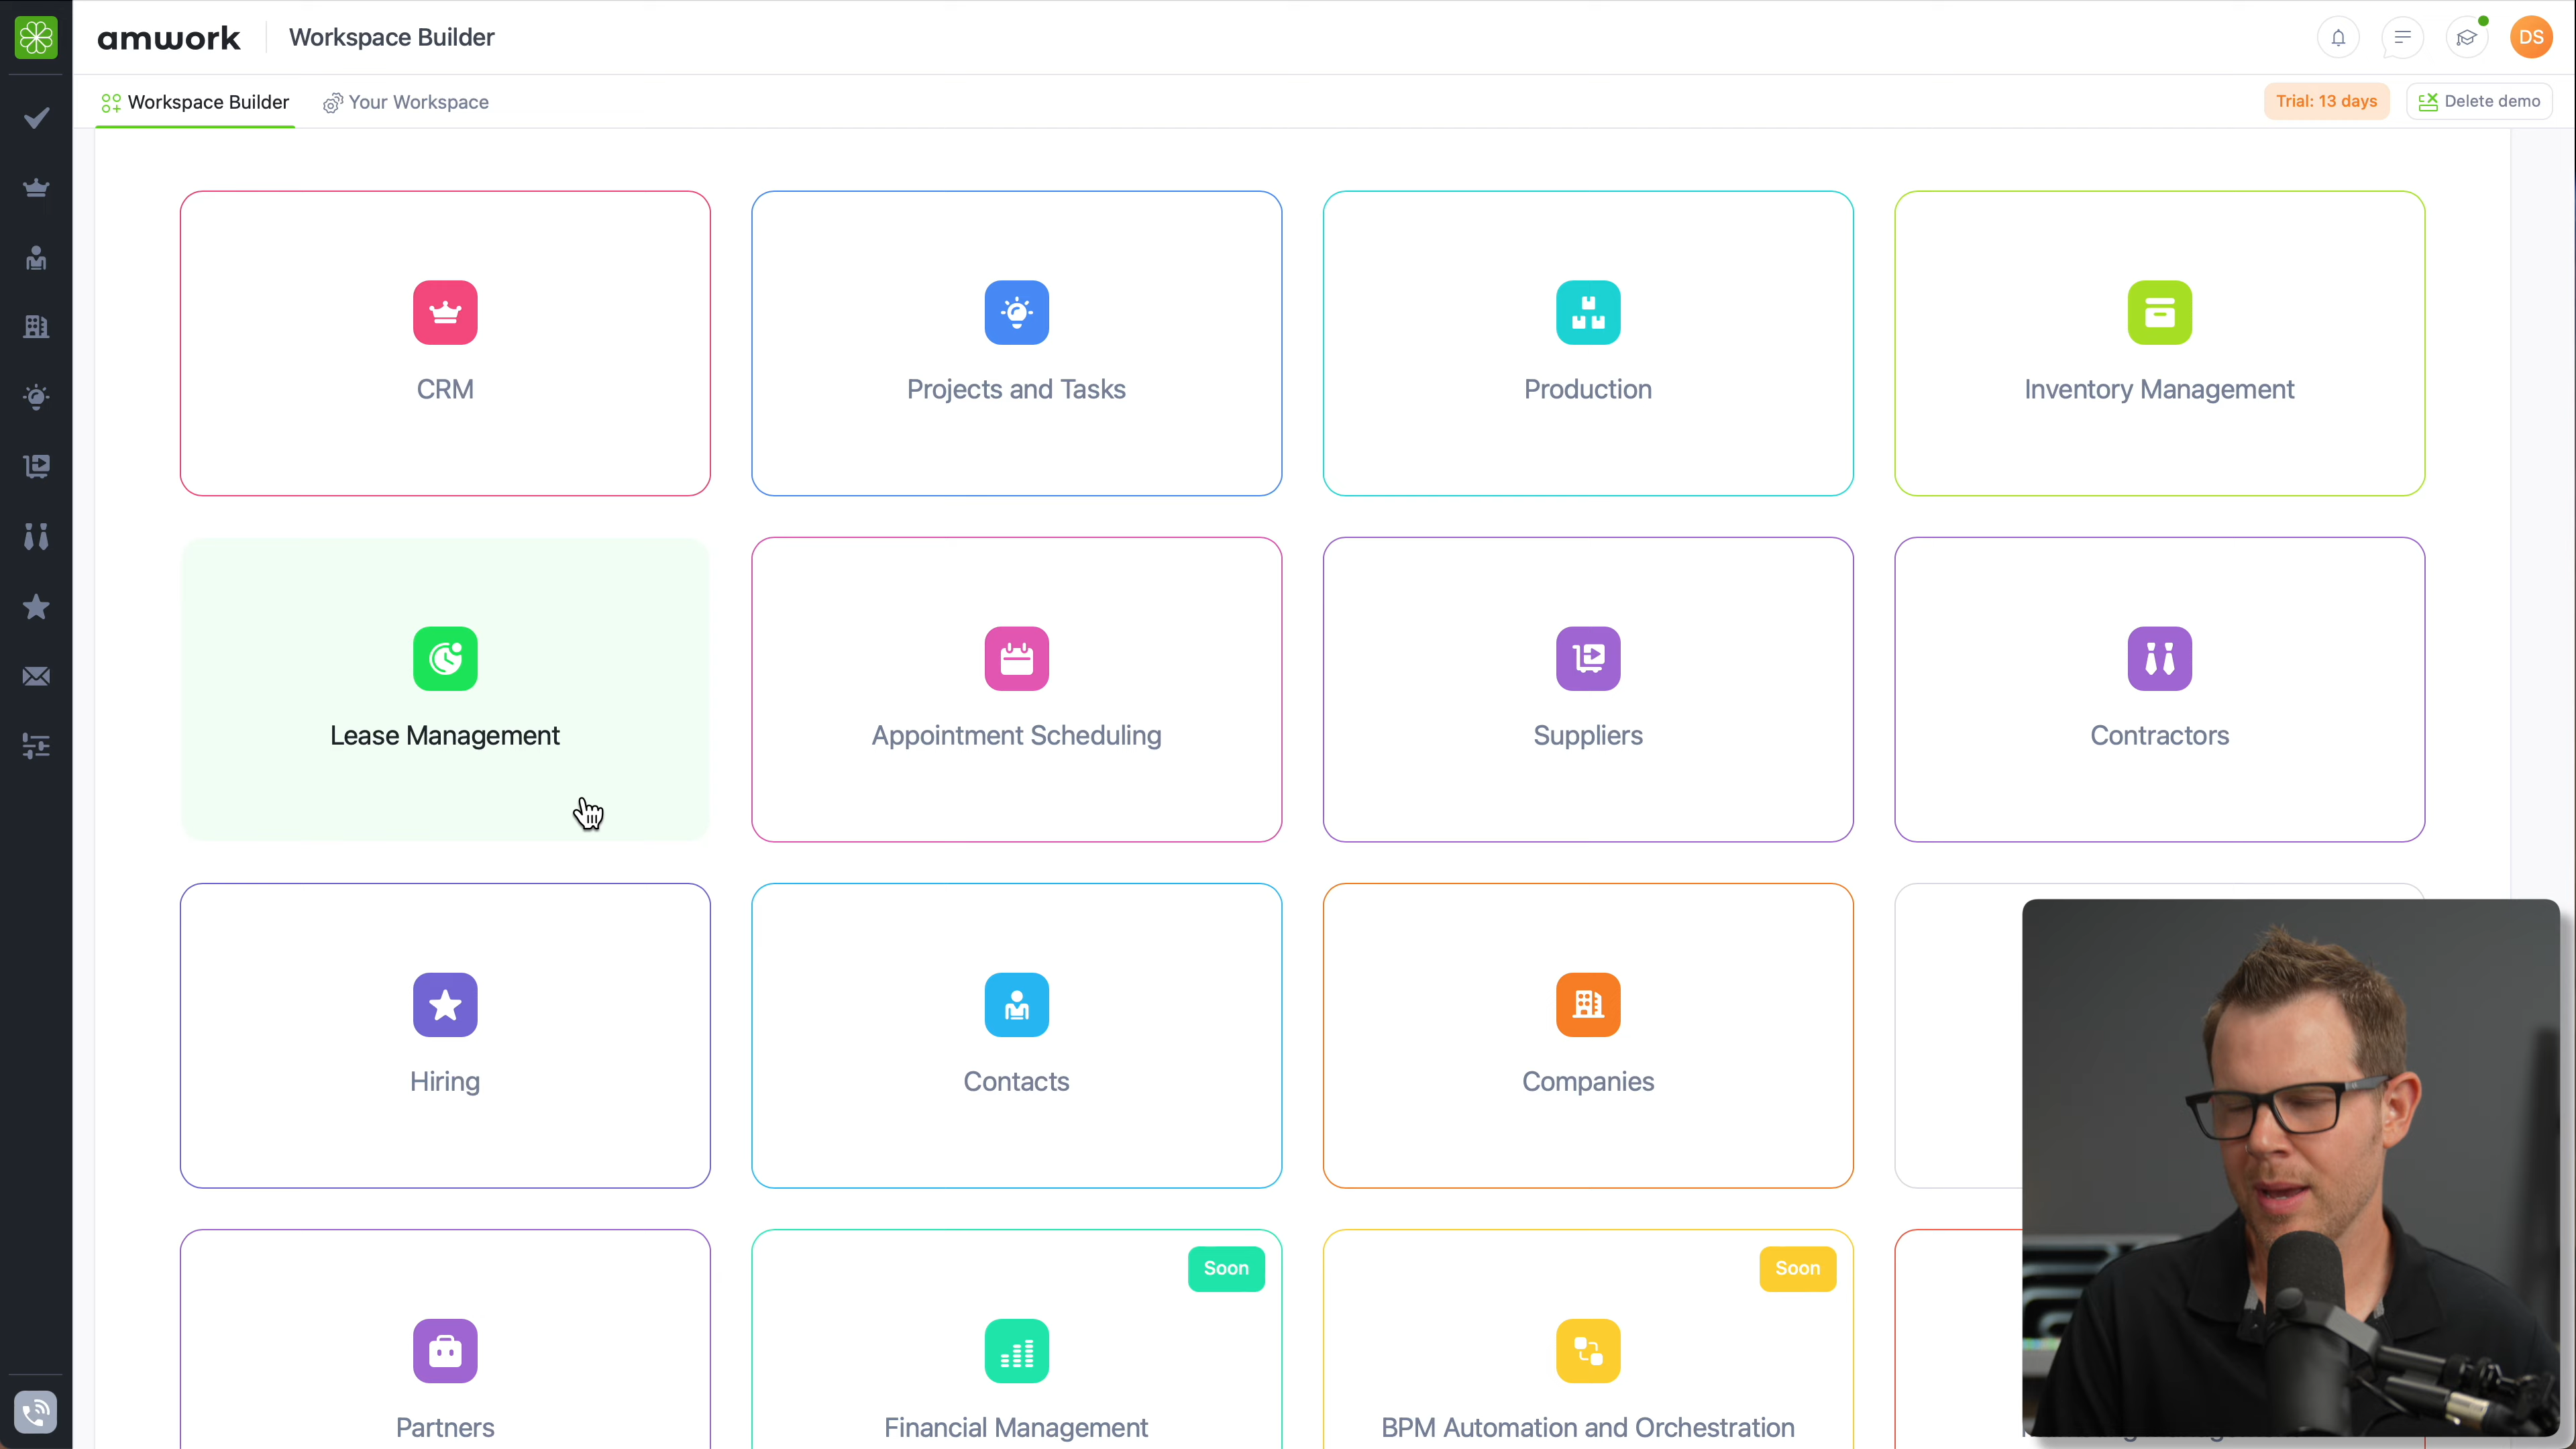 amwork
Workspace Builder
DS
Workspace Builder
Your Workspace
Trial: 13 days
Delete demo
CRM
Projects and Tasks
Production
Inventory Management
Lease Management
Appointment Scheduling
Suppliers
Contractors
Hiring
Contacts
Companies
Soon
Soon
Partners
Financial Management
BPM Automation and Orchestration